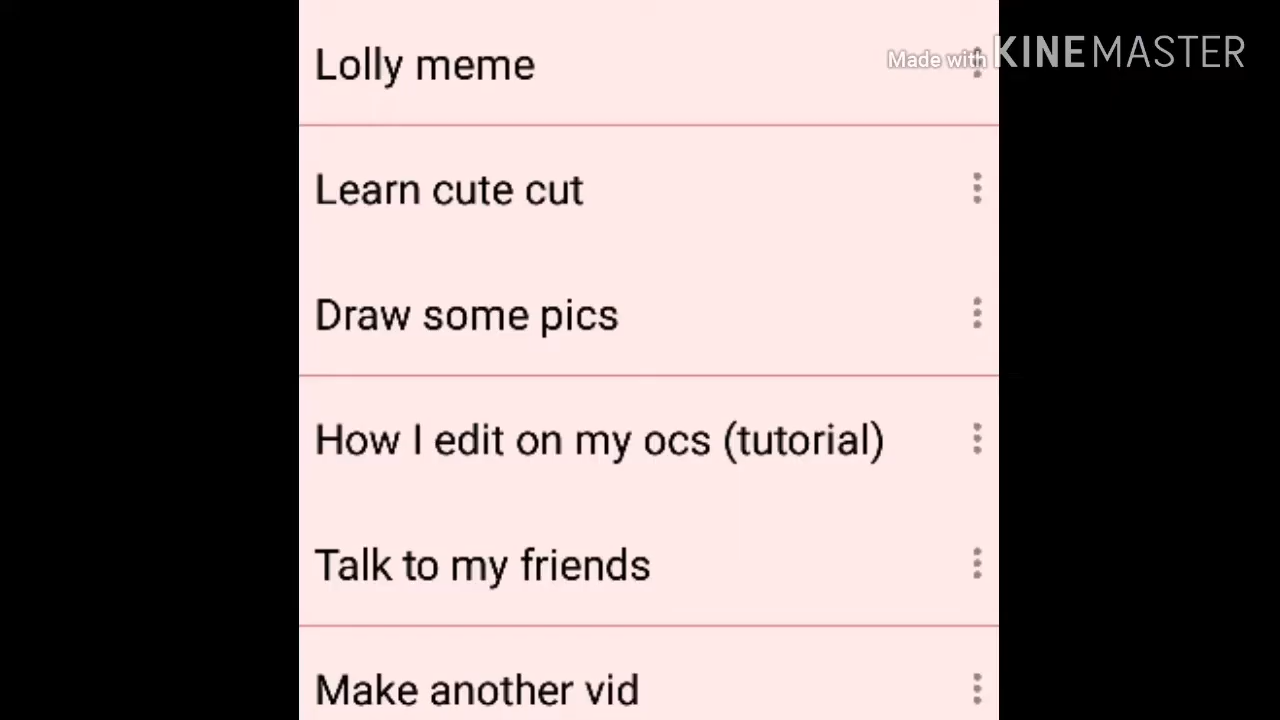 Lolly meme
Made with KINEMASTER
Learn cute cut
Draw some pics
How I edit on my ocs (tutorial)
Talk to my friends
Make another vid